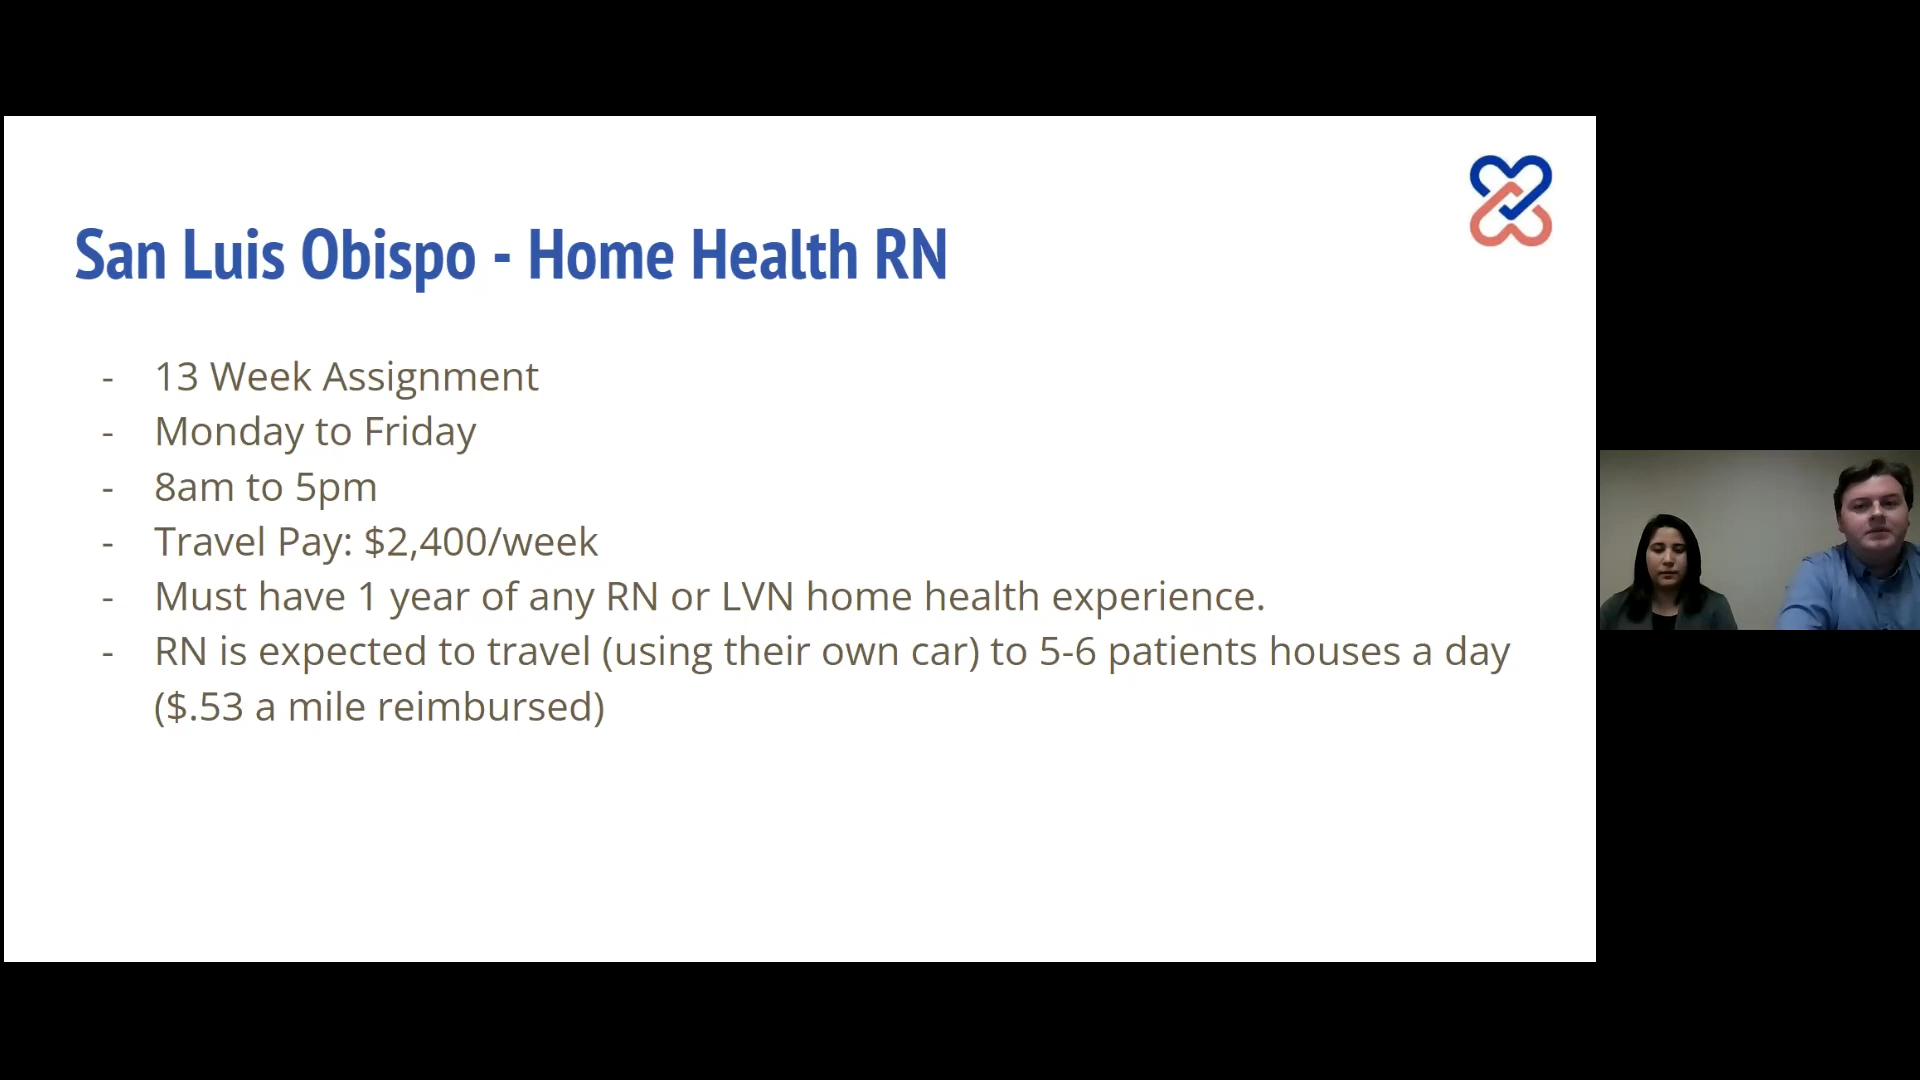 San Luis Obispo - Home Health RN
- 13 Week Assignment
- Monday to Friday
- 8am to 5pm
- Travel Pay: $2,400/week
- Must have 1 year of any RN or LVN home health experience.
- RN is expected to travel (using their own car) to 5-6 patients houses a day
($.53 a mile reimbursed)